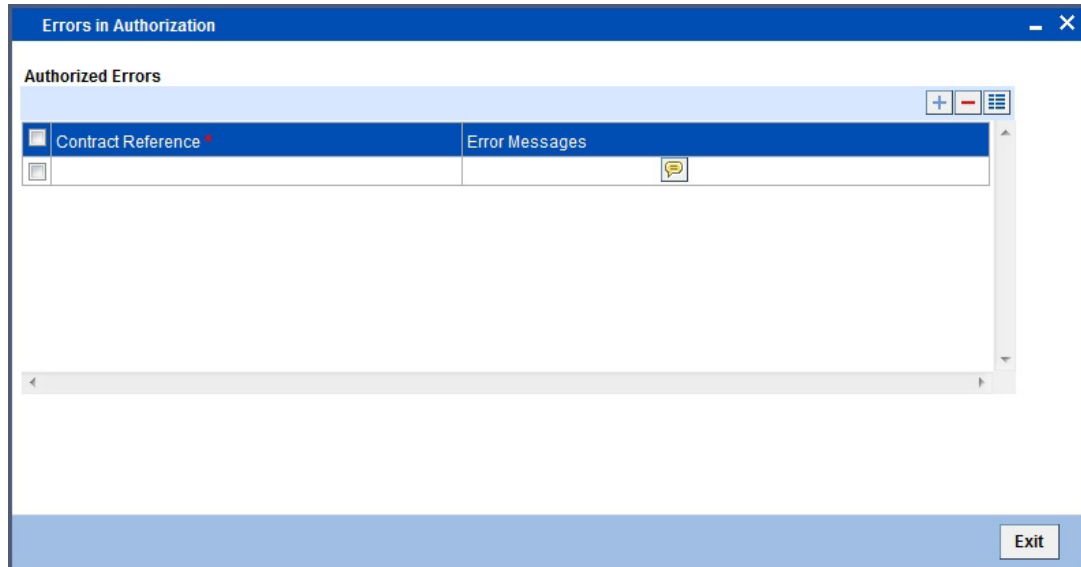 Errors in Authorization
Authorized Errors
Contract Reference * Error Messages
Exit